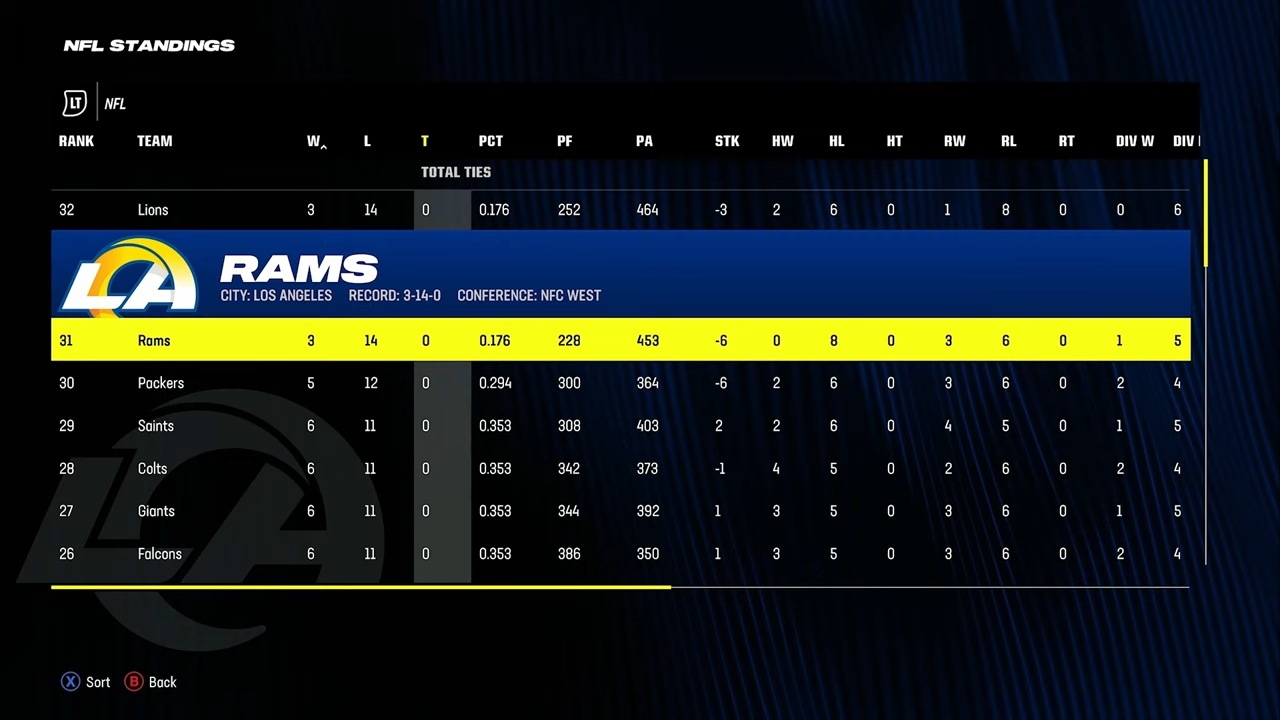 NFL STANDINGS
LT NFL
RANK TEAM W L T PCT PF PA STK HW HL HT RW RL RT DIV W DIV
TOTAL TIES
32 Lions 3 14 0 0.176 252 464 -3 2 6 0 1 8 0 0 6
LA RAMS
CITY: LOS ANGELES RECORD: 3-14-0 CONFERENCE: NFC WEST
31 Rams 3 14 0 0.176 228 453 -6 0 8 0 3 6 0 1 5
30 Packers 5 12 0 0.294 300 364 -6 2 6 0 3 6 0 2 4
29 Saints 6 11 0 0.353 308 403 2 2 6 0 4 5 0 1 5
28 Colts 6 11 0 0.353 342 373 -1 4 5 0 2 6 0 2 4
27 Giants 6 11 0 0.353 344 392 1 3 5 0 3 6 0 1 5
26 Falcons 6 11 0 0.353 386 350 1 3 5 0 3 6 0 2 4
X Sort B Back